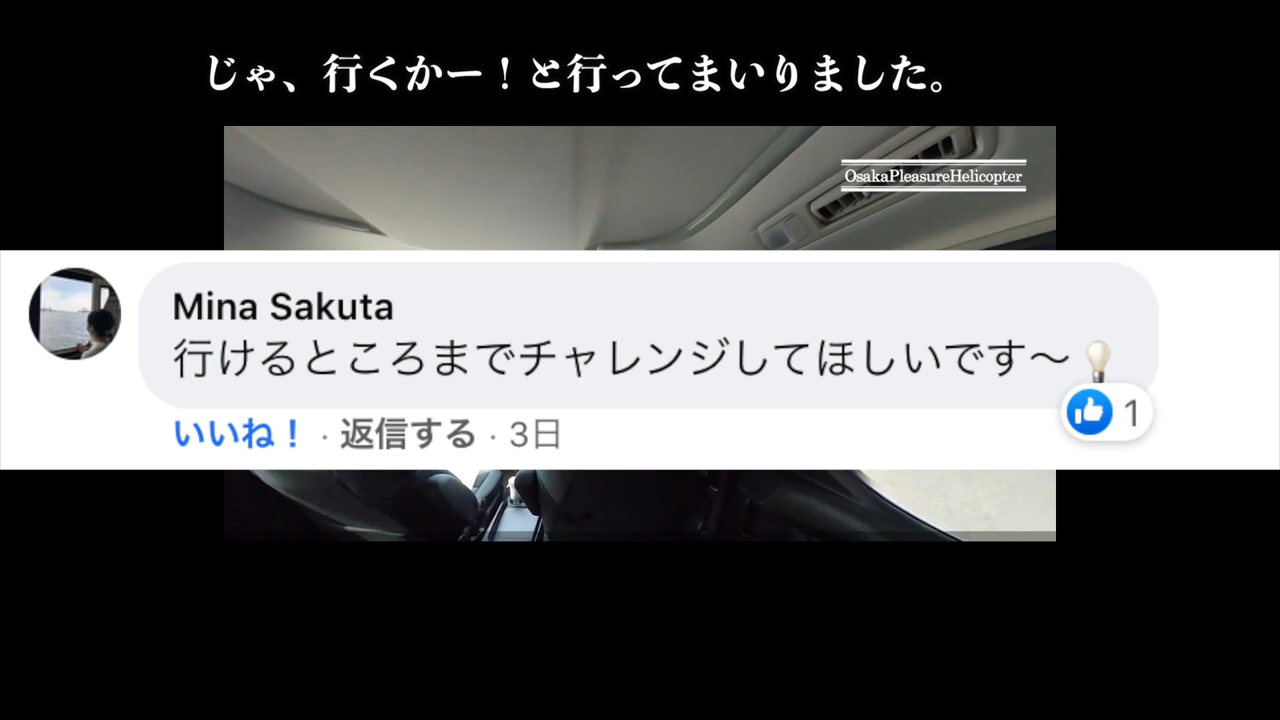 じゃ、行くかー！と行ってまいりました。
OsakaPleasureHelicopter
Mina Sakuta
行けるところまでチャレンジしてほしいです〜💡
いいね！ · 返信する · 3日
1